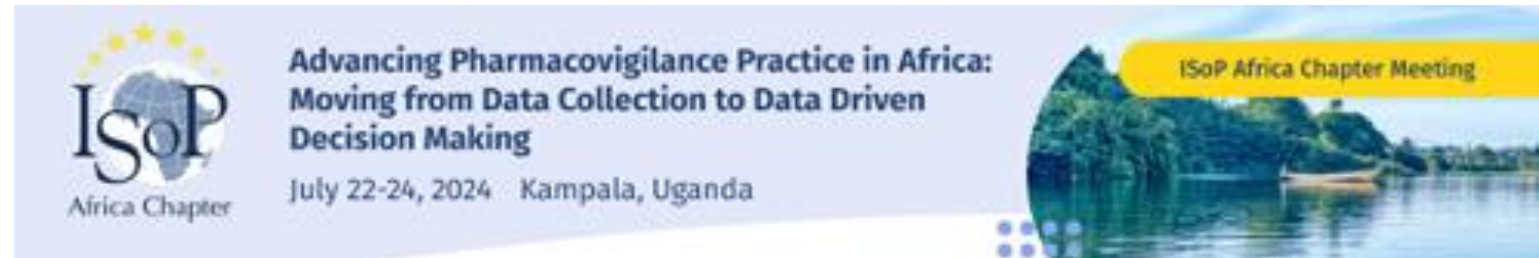 ISoP
Africa Chapter
Advancing Pharmacovigilance Practice in Africa:
Moving from Data Collection to Data Driven
Decision Making
July 22-24, 2024 Kampala, Uganda
ISoP Africa Chapter Meeting